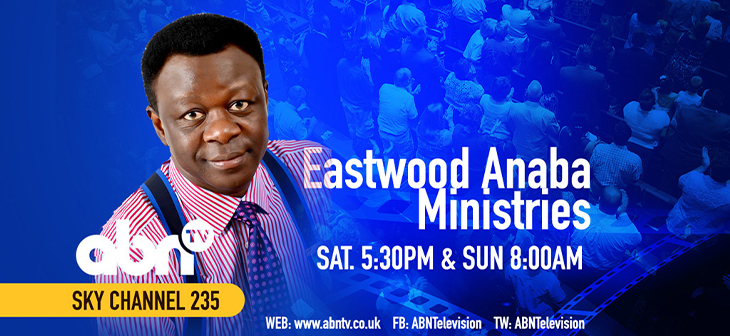 Eastwood Anaba
Ministries
SAT. 5:30PM & SUN 8:00AM
abn TV
SKY CHANNEL 235
WEB: www.abntv.co.uk FB: ABNTelevision TW: ABNTelevision